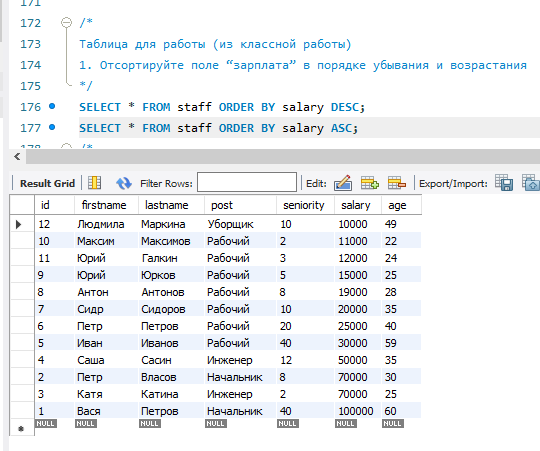 171
172 /*
173 Таблица для работы (из классной работы)
174 1. Отсортируйте поле “зарплата” в порядке убывания и возрастания
175 */
176 SELECT * FROM staff ORDER BY salary DESC;
177 SELECT * FROM staff ORDER BY salary ASC;
178 /*
Result Grid Filter Rows: Edit: Export/Import:
id firstname lastname post seniority salary age
12 Людмила Маркина Уборщик 10 10000 49
10 Максим Максимов Рабочий 2 11000 22
11 Юрий Галкин Рабочий 3 12000 24
9 Юрий Юрков Рабочий 5 15000 25
8 Антон Антонов Рабочий 8 19000 28
7 Сидр Сидоров Рабочий 10 20000 35
6 Петр Петров Рабочий 20 25000 40
5 Иван Иванов Рабочий 40 30000 59
4 Саша Сасин Инженер 12 50000 35
2 Петр Власов Начальник 8 70000 30
3 Катя Катина Инженер 2 70000 25
1 Вася Петров Начальник 40 100000 60
NULL NULL NULL NULL NULL NULL NULL